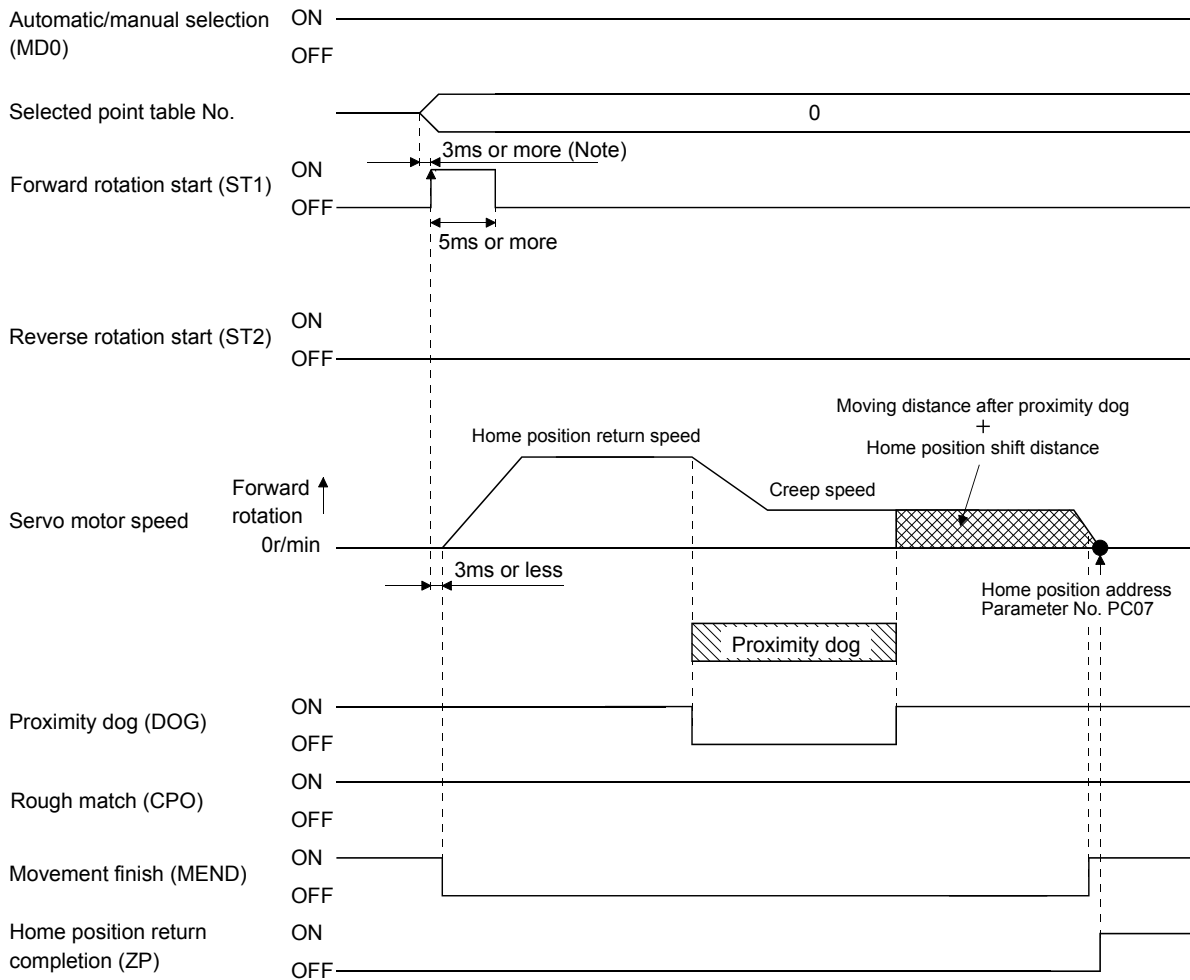 Automatic/manual selection
(MD0)
ON
OFF
Selected point table No.
0
3ms or more (Note)
Forward rotation start (ST1)
ON
OFF
5ms or more
Reverse rotation start (ST2)
ON
OFF
Moving distance after proximity dog
+
Home position shift distance
Home position return speed
Creep speed
Servo motor speed
Forward
rotation
0r/min
3ms or less
Home position address
Parameter No. PC07
Proximity dog
Proximity dog (DOG)
ON
OFF
Rough match (CPO)
ON
OFF
Movement finish (MEND)
ON
OFF
Home position return
completion (ZP)
ON
OFF